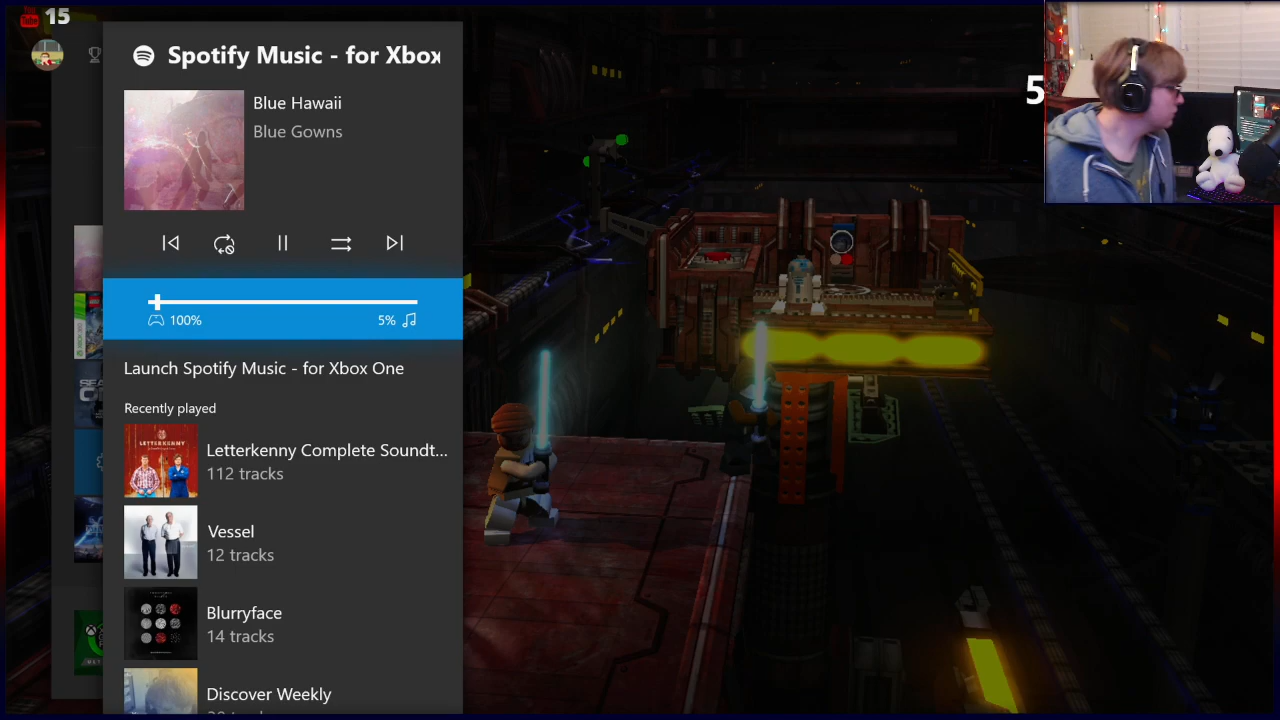 15
Spotify Music - for Xbox
5
Blue Hawaii
Blue Gowns
100%
5%
Launch Spotify Music - for Xbox One
Recently played
LETTERKENNY
Letterkenny Complete Soundt...
112 tracks
Vessel
12 tracks
Blurryface
14 tracks
Discover Weekly